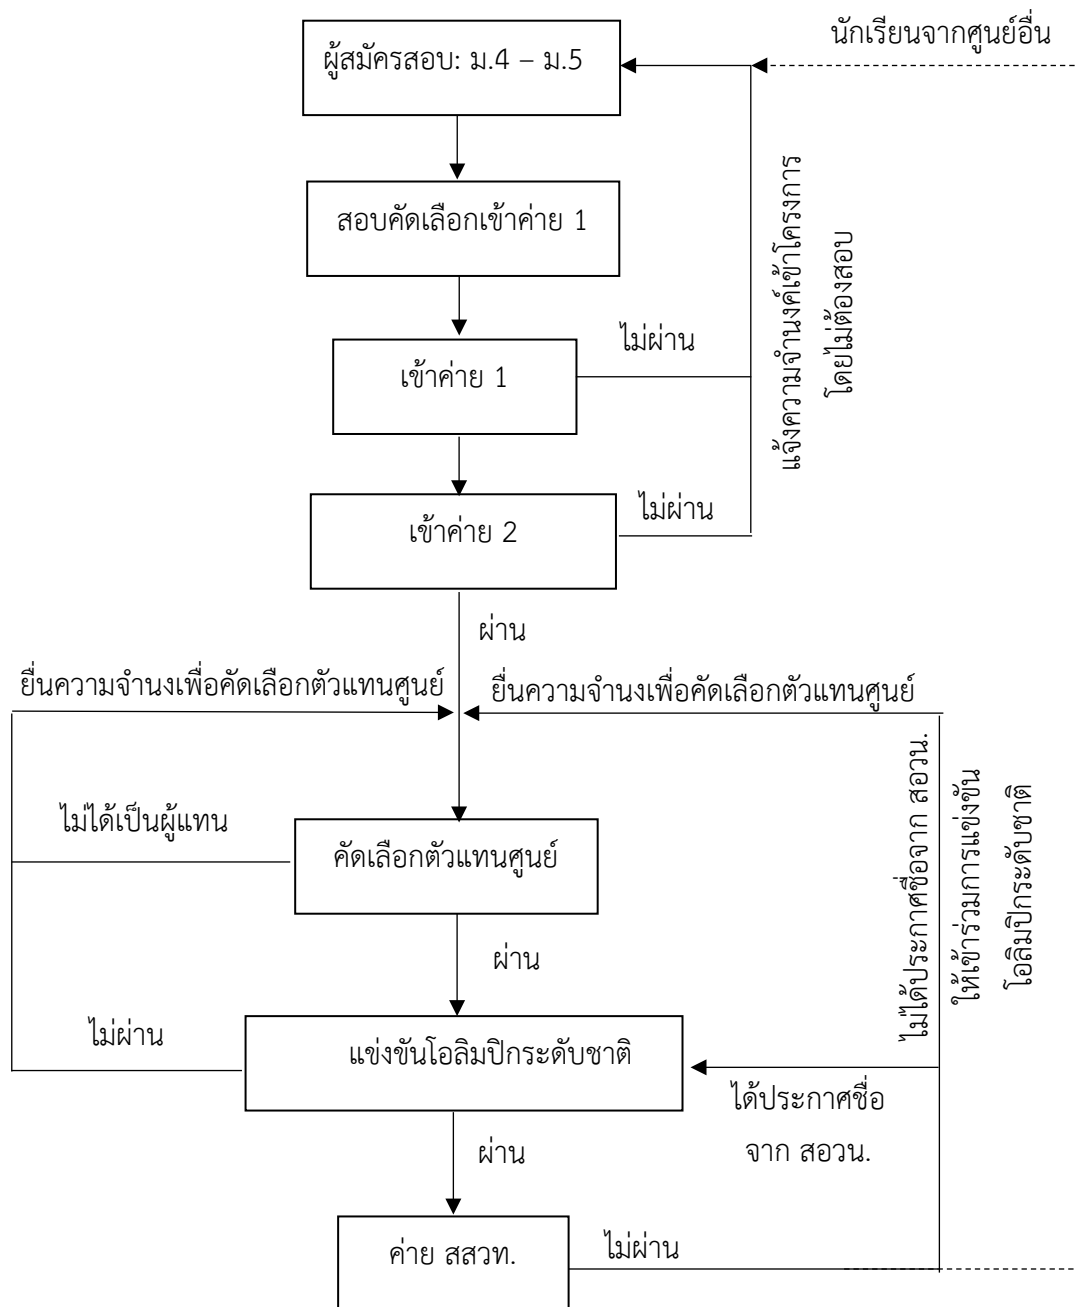 นักเรียนจากศูนย์อื่น
ผู้สมัครสอบ: ม.4 – ม.5
สอบคัดเลือกเข้าค่าย 1
แจ้งความจำนงค์เข้าโครงการ
โดยไม่ต้องสอบ
ไม่ผ่าน
เข้าค่าย 1
ไม่ผ่าน
เข้าค่าย 2
ผ่าน
ยื่นความจำนงเพื่อคัดเลือกตัวแทนศูนย์
ยื่นความจำนงเพื่อคัดเลือกตัวแทนศูนย์
ไม่ได้เป็นผู้แทน
คัดเลือกตัวแทนศูนย์
ไม่ได้ประกาศชื่อจาก สอวน.
ให้เข้าร่วมการแข่งขัน
โอลิมปิกระดับชาติ
ผ่าน
ไม่ผ่าน
แข่งขันโอลิมปิกระดับชาติ
ได้ประกาศชื่อ
จาก สอวน.
ผ่าน
ค่าย สสวท.
ไม่ผ่าน